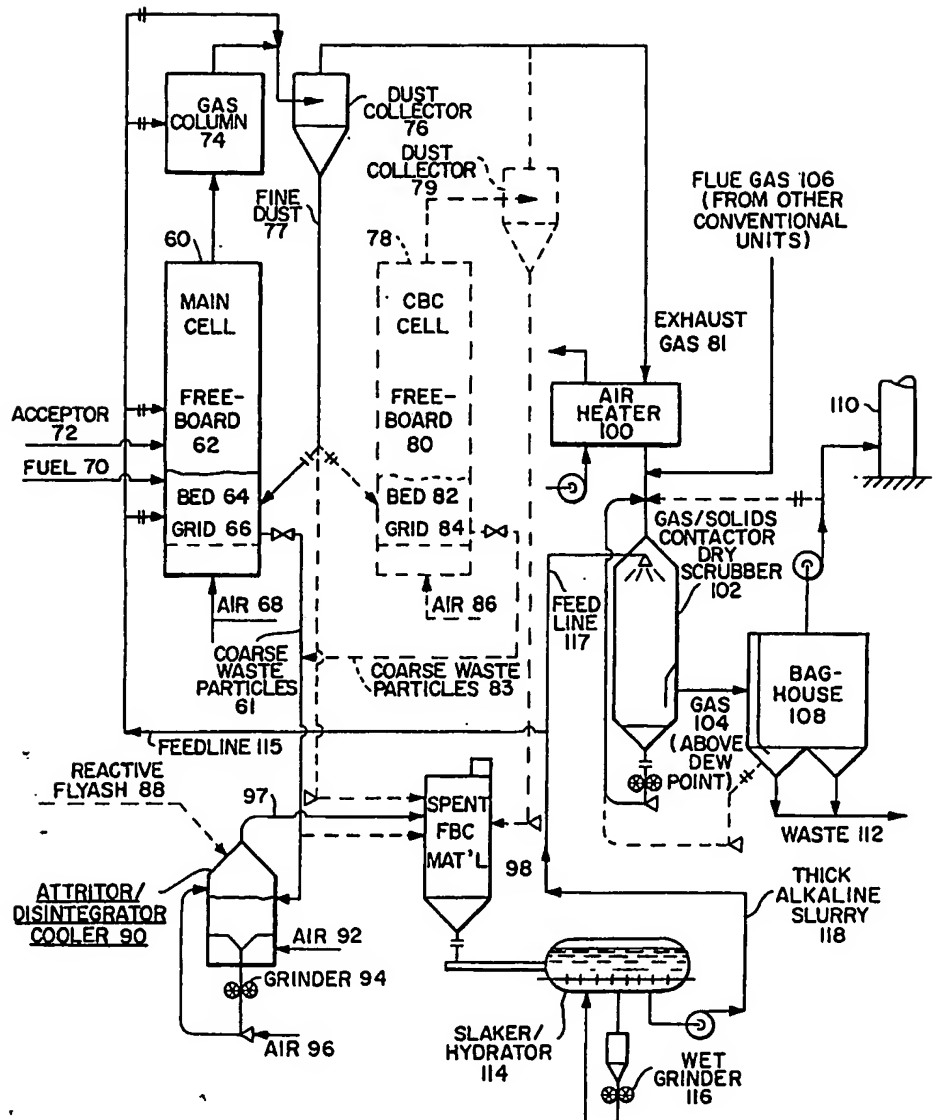 GAS
COLUMN
74
DUST
COLLECTOR
76
DUST
COLLECTOR
79
FLUE GAS 106
(FROM OTHER
CONVENTIONAL
UNITS)
FINE
DUST
77
60
78
MAIN
CELL
CBC
CELL
EXHAUST
GAS 81
FREE-
BOARD
62
FREE-
BOARD
80
AIR
HEATER
100
110
ACCEPTOR
72
FUEL 70
BED 64
GRID 66
BED 82
GRID 84
GAS/SOLIDS
CONTACTOR
DRY
SCRUBBER
102
AIR 68
AIR 86
FEED
LINE
117
COARSE
WASTE
PARTICLES
61
COARSE WASTE
PARTICLES 83
BAG-
HOUSE
108
GAS
104
(ABOVE
DEW
POINT)
FEEDLINE 115
REACTIVE
FLYASH 88
97
SPENT
FBC
MAT'L
98
WASTE 112
ATTRITOR/
DISINTEGRATOR
COOLER 90
THICK
ALKALINE
SLURRY
118
AIR 92
GRINDER 94
AIR 96
SLAKER/
HYDRATOR
114
WET
GRINDER
116